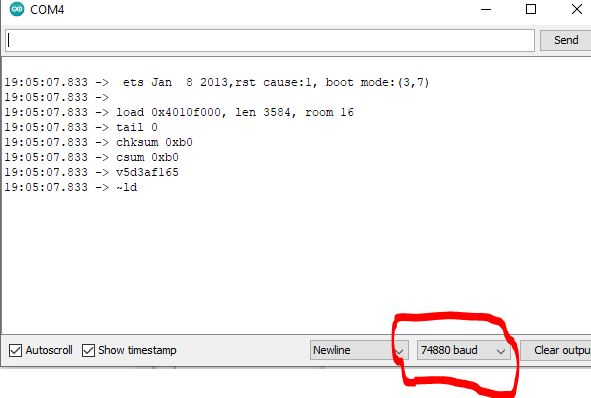 COM4
Send
19:05:07.833 ->  ets Jan  8 2013,rst cause:1, boot mode:(3,7)
19:05:07.833 ->
19:05:07.833 -> load 0x4010f000, len 3584, room 16
19:05:07.833 -> tail 0
19:05:07.833 -> chksum 0xb0
19:05:07.833 -> csum 0xb0
19:05:07.833 -> v5d3af165
19:05:07.833 -> ~ld
Autoscroll Show timestamp Newline 74880 baud Clear outpu